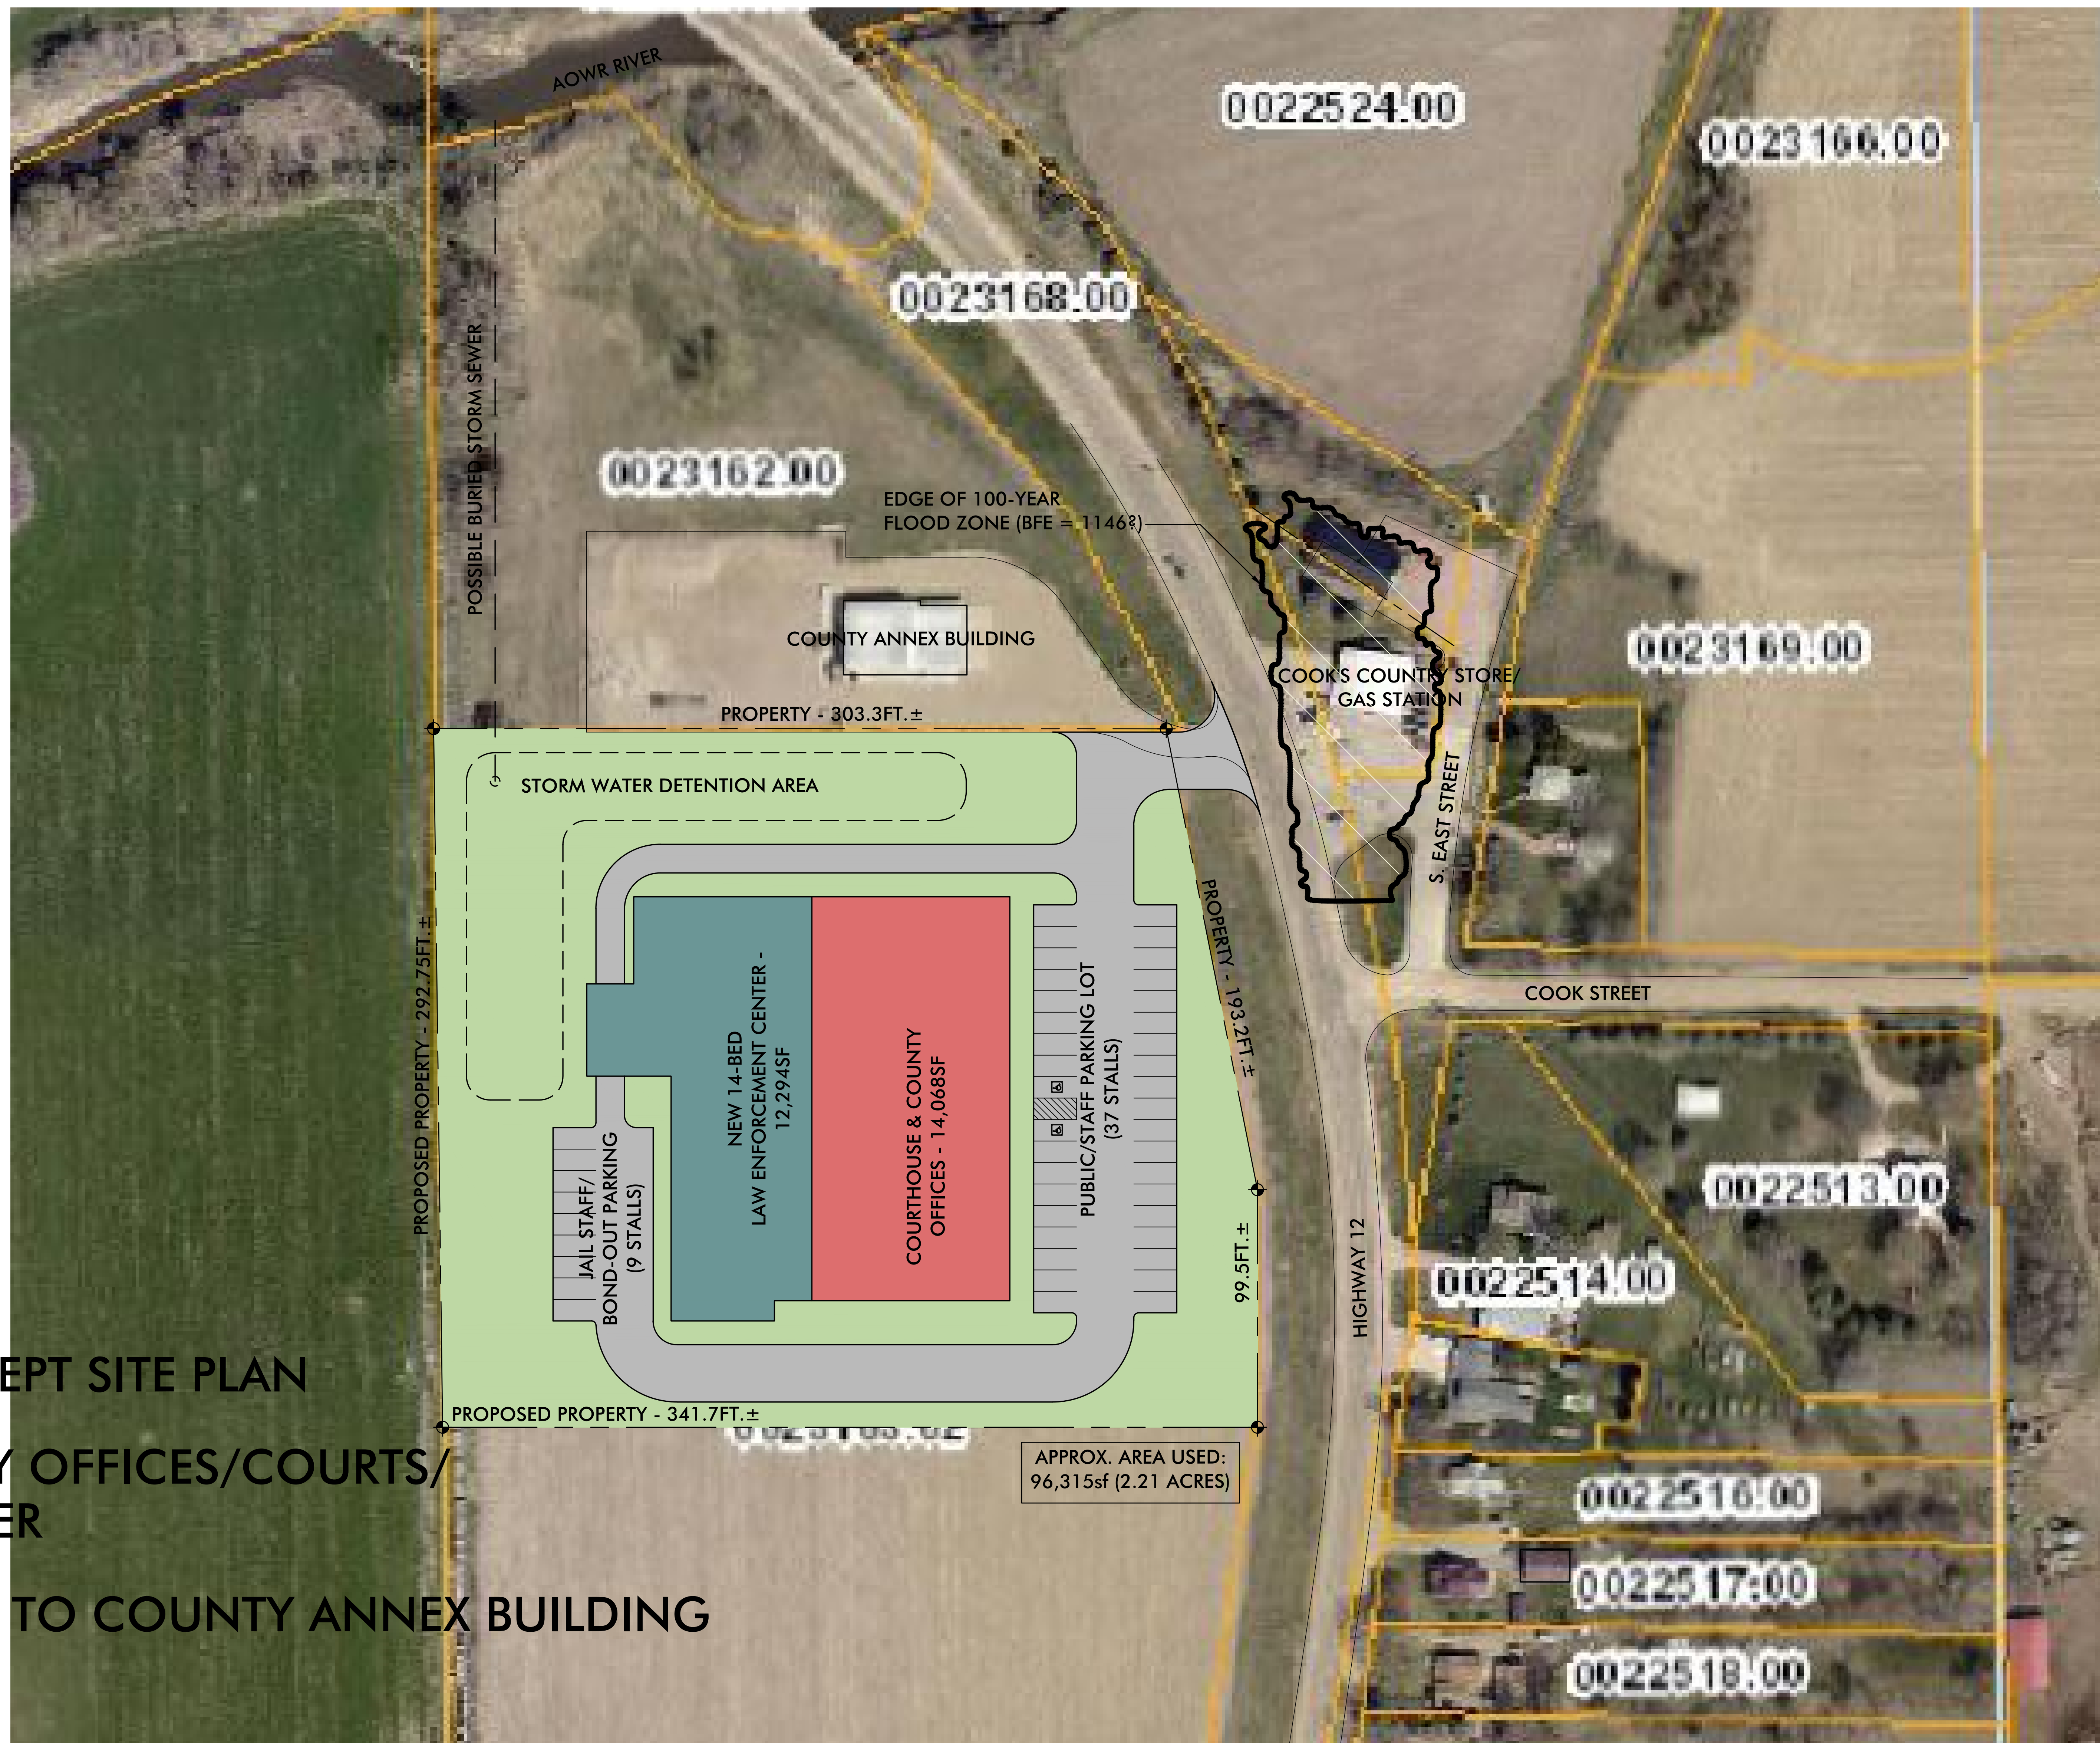 AOWR RIVER
0022524.00
0023166.00
0023168.00
POSSIBLE BURIED STORM SEWER
0023162.00
EDGE OF 100-YEAR
FLOOD ZONE (BFE = 1146?)
COUNTY ANNEX BUILDING
COOK'S COUNTRY STORE/
GAS STATION
0023169.00
PROPERTY - 303.3FT.±
STORM WATER DETENTION AREA
S. EAST STREET
PROPERTY - 193.2FT.±
PROPOSED PROPERTY - 292.75FT.±
COOK STREET
NEW 14-BED
LAW ENFORCEMENT CENTER -
12,294SF
COURTHOUSE & COUNTY
OFFICES - 14,068SF
PUBLIC/STAFF PARKING LOT
(37 STALLS)
JAIL STAFF/
BOND-OUT PARKING
(9 STALLS)
99.5FT.±
HIGHWAY 12
0022513.00
0022514.00
EPT SITE PLAN
PROPOSED PROPERTY - 341.7FT.±
Y OFFICES/COURTS/
ER
APPROX. AREA USED:
96,315sf (2.21 ACRES)
0022516.00
0022517.00
TO COUNTY ANNEX BUILDING
0022518.00